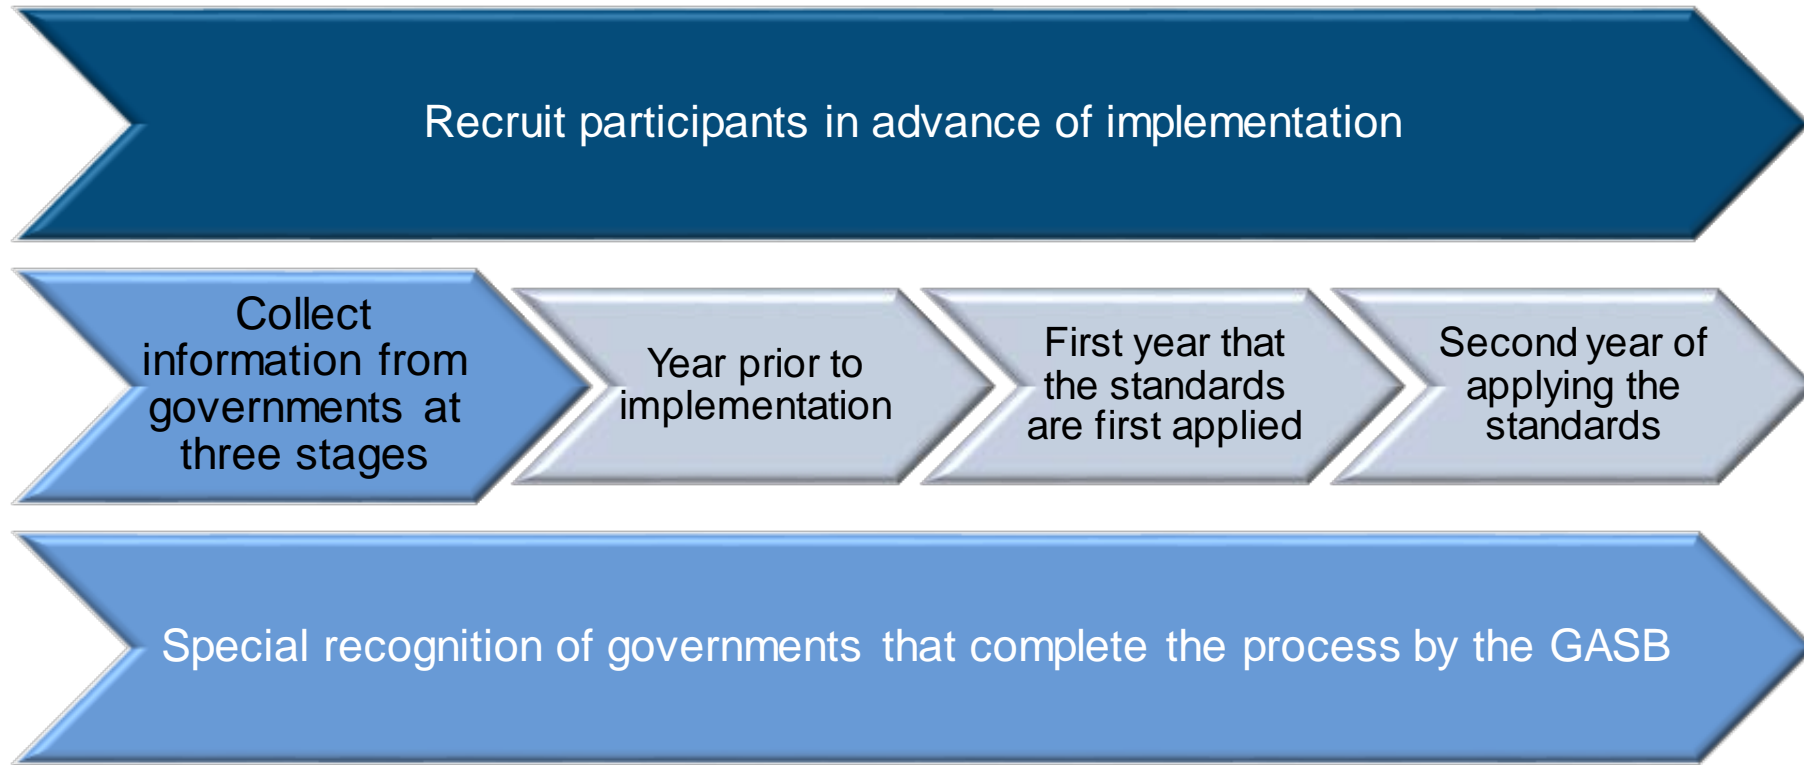 Recruit participants in advance of implementation
Collect
information from
governments at
three stages
Year prior to
implementation
First year that
the standards
are first applied
Second year of
applying the
standards
Special recognition of governments that complete the process by the GASB